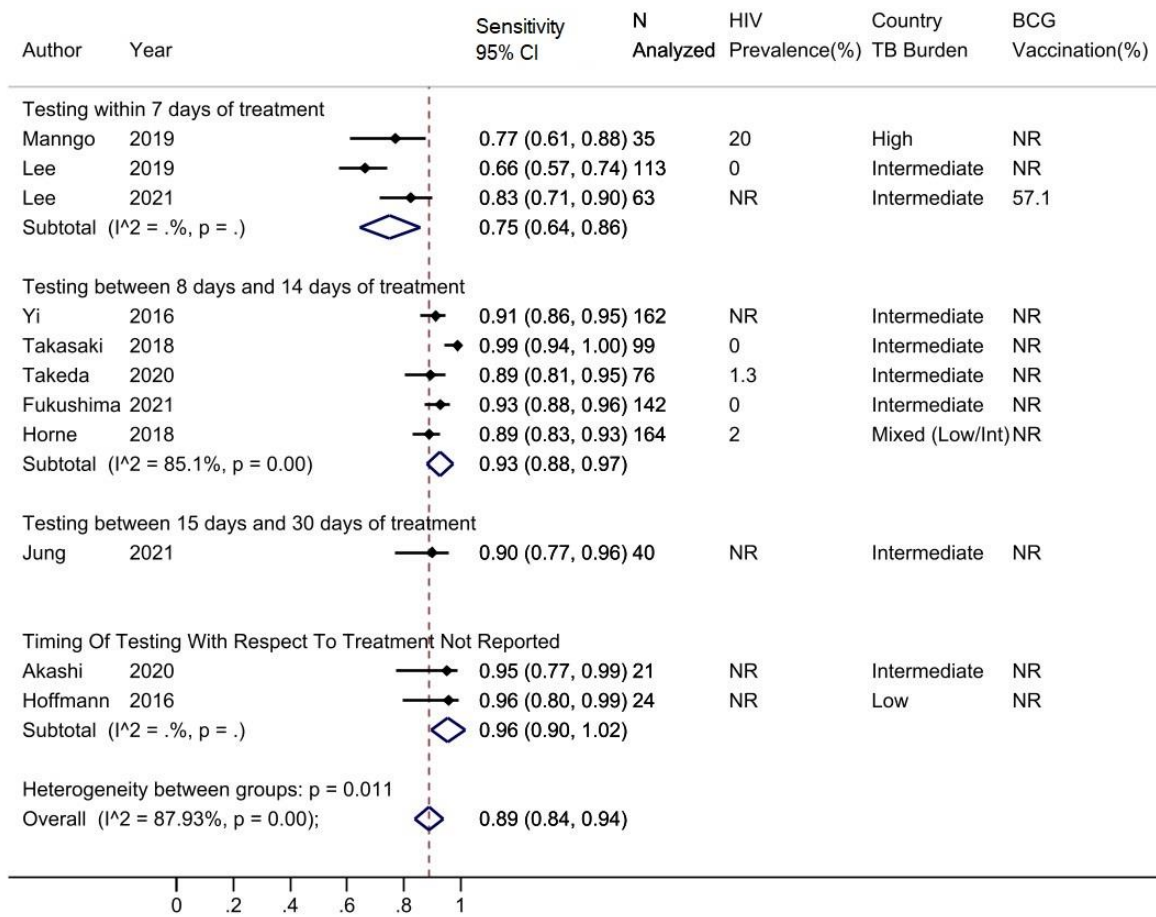 Author Year Sensitivity 95% CI N Analyzed HIV Prevalence(%) Country TB Burden BCG Vaccination(%)
Testing within 7 days of treatment
Manngo 2019 0.77 (0.61, 0.88) 35 20 High NR
Lee 2019 0.66 (0.57, 0.74) 113 0 Intermediate NR
Lee 2021 0.83 (0.71, 0.90) 63 NR Intermediate 57.1
Subtotal (I^2 = .%, p = .) 0.75 (0.64, 0.86)
Testing between 8 days and 14 days of treatment
Yi 2016 0.91 (0.86, 0.95) 162 NR Intermediate NR
Takasaki 2018 0.99 (0.94, 1.00) 99 0 Intermediate NR
Takeda 2020 0.89 (0.81, 0.95) 76 1.3 Intermediate NR
Fukushima 2021 0.93 (0.88, 0.96) 142 0 Intermediate NR
Horne 2018 0.89 (0.83, 0.93) 164 2 Mixed (Low/Int) NR
Subtotal (I^2 = 85.1%, p = 0.00) 0.93 (0.88, 0.97)
Testing between 15 days and 30 days of treatment
Jung 2021 0.90 (0.77, 0.96) 40 NR Intermediate NR
Timing Of Testing With Respect To Treatment Not Reported
Akashi 2020 0.95 (0.77, 0.99) 21 NR Intermediate NR
Hoffmann 2016 0.96 (0.80, 0.99) 24 NR Low NR
Subtotal (I^2 = .%, p = .) 0.96 (0.90, 1.02)
Heterogeneity between groups: p = 0.011
Overall (I^2 = 87.93%, p = 0.00); 0.89 (0.84, 0.94)
0 .2 .4 .6 .8 1